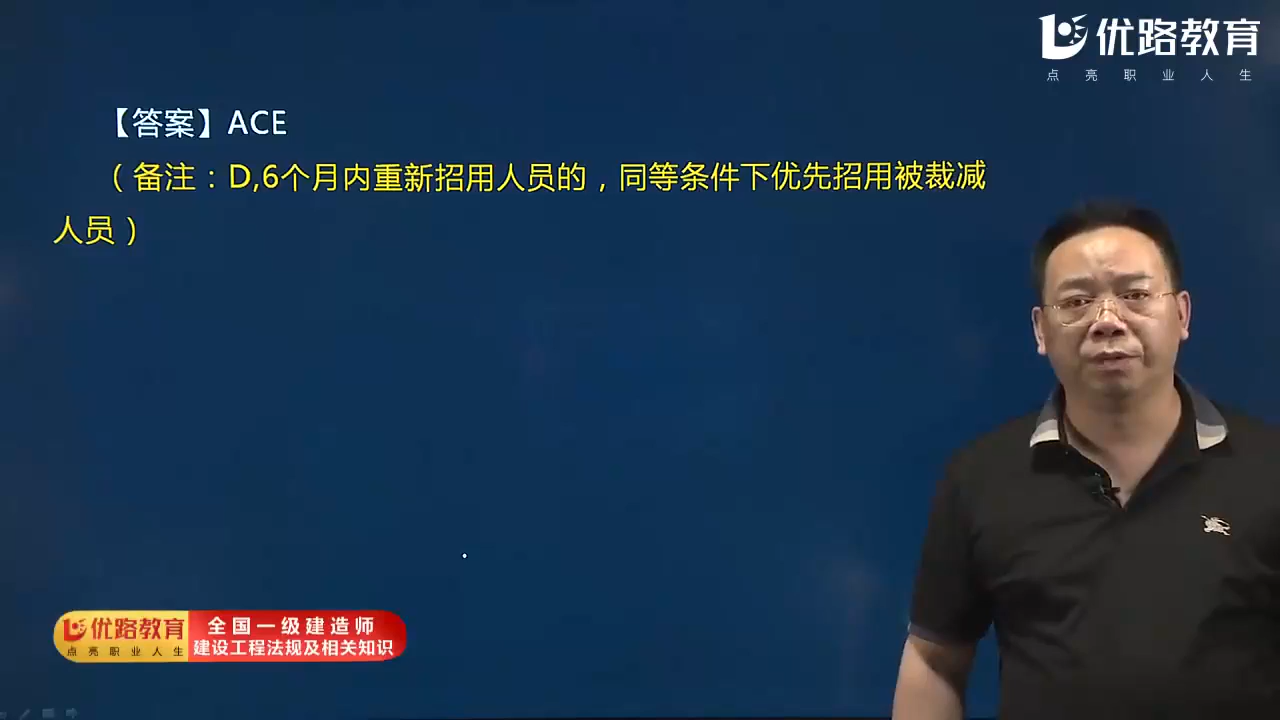 优路教育
点亮职业人生
【答案】ACE
（备注：D,6个月内重新招用人员的，同等条件下优先招用被裁减
人员）
优路教育
点亮职业人生
全国一级建造师
建设工程法规及相关知识